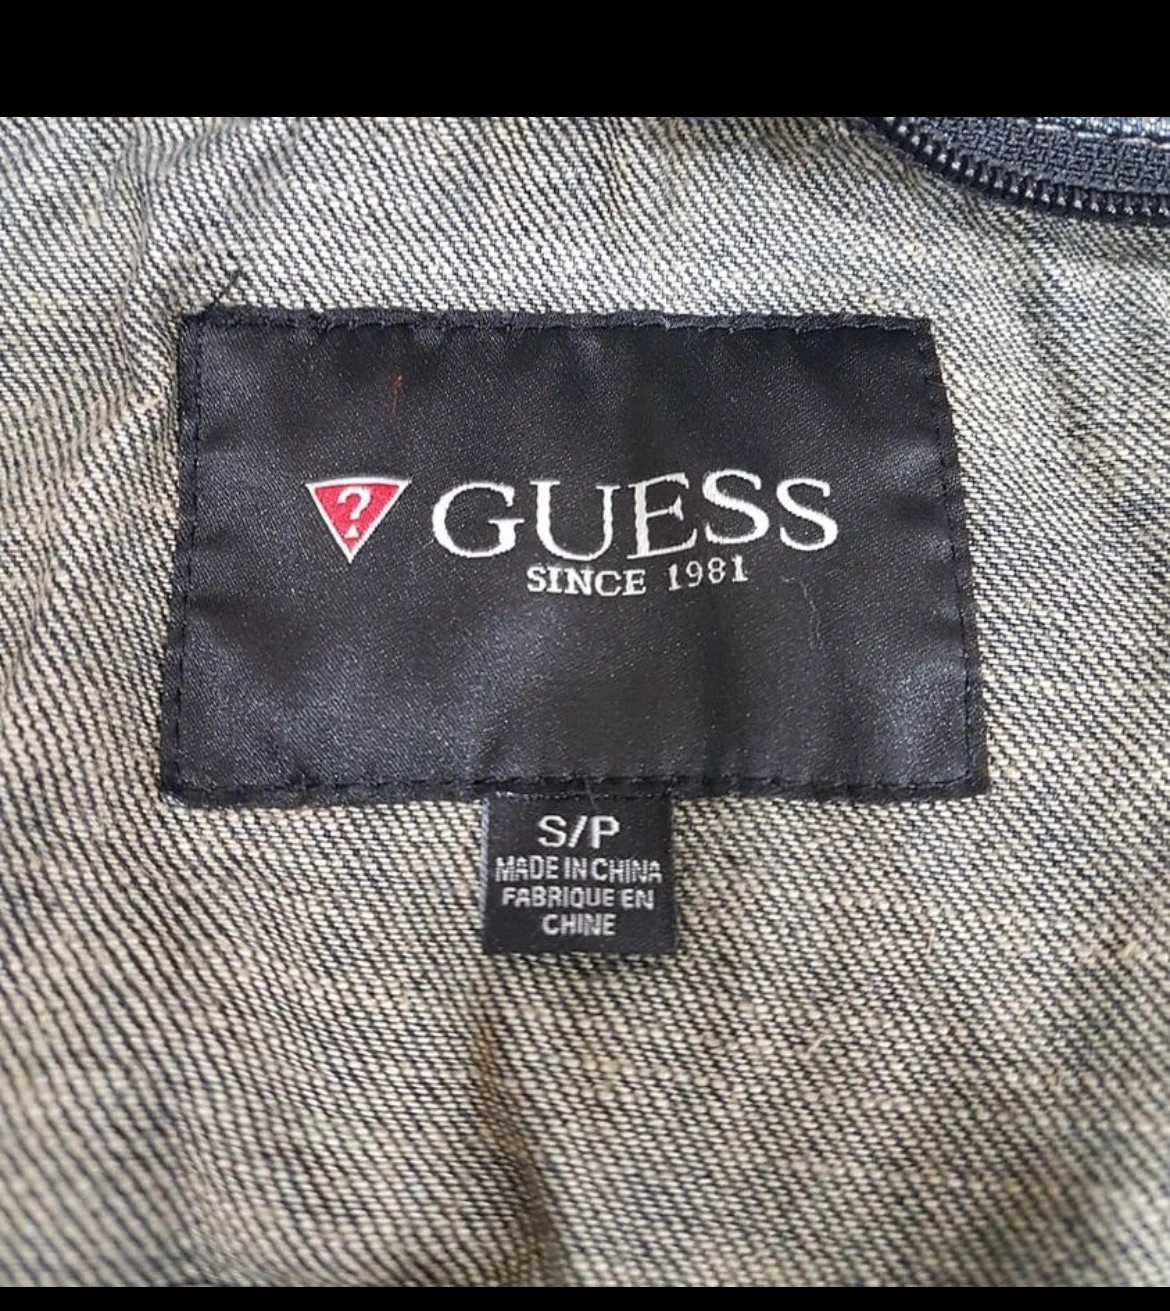 ? GUESS
SINCE 1981
S/P
MADE IN CHINA
FABRIQUE EN
CHINE